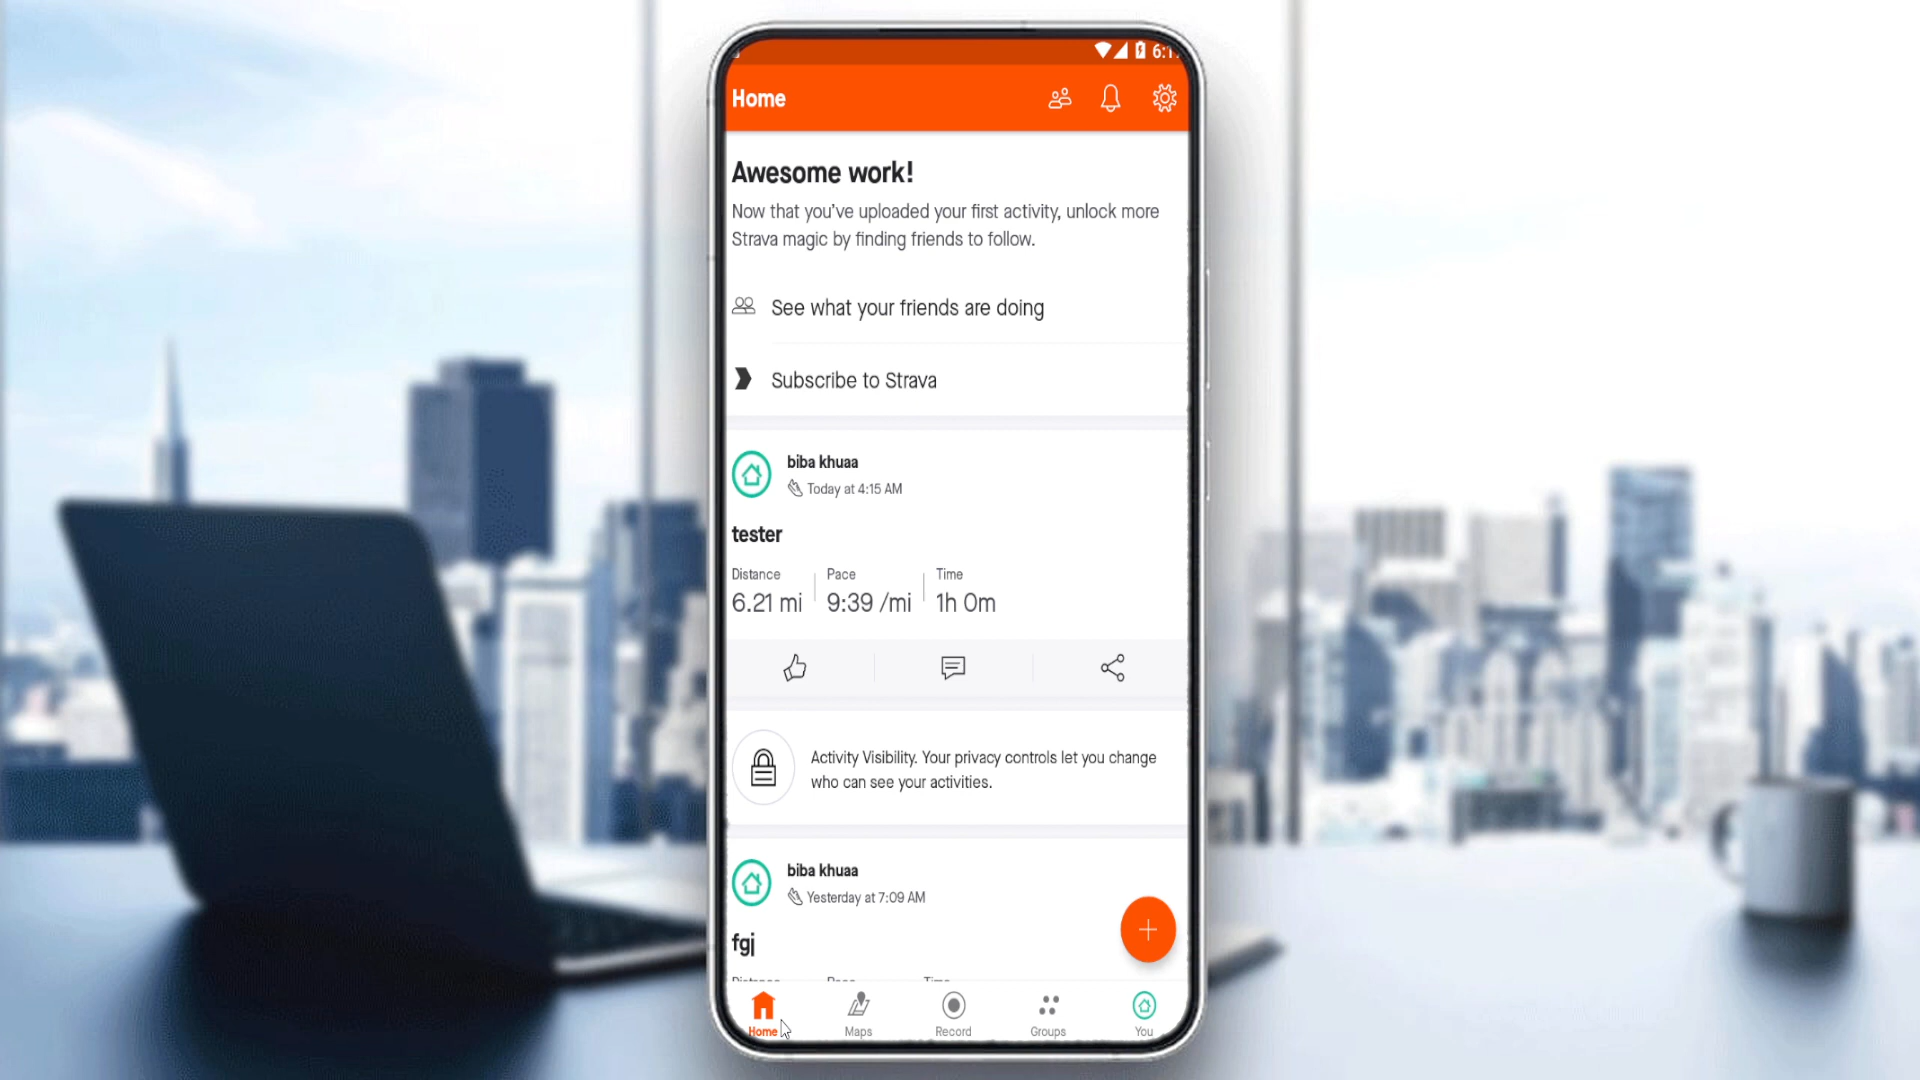 Home
Awesome work!
Now that you've uploaded your first activity, unlock more
Strava magic by finding friends to follow.
See what your friends are doing
Subscribe to Strava
biba khuaa
Today at 4:15 AM
tester
Distance Pace Time
6.21 mi 9:39 /mi 1h 0m
Activity Visibility. Your privacy controls let you change
who can see your activities.
biba khuaa
Yesterday at 7:09 AM
fgj
Distance Pace Time
Home Maps Record Groups You